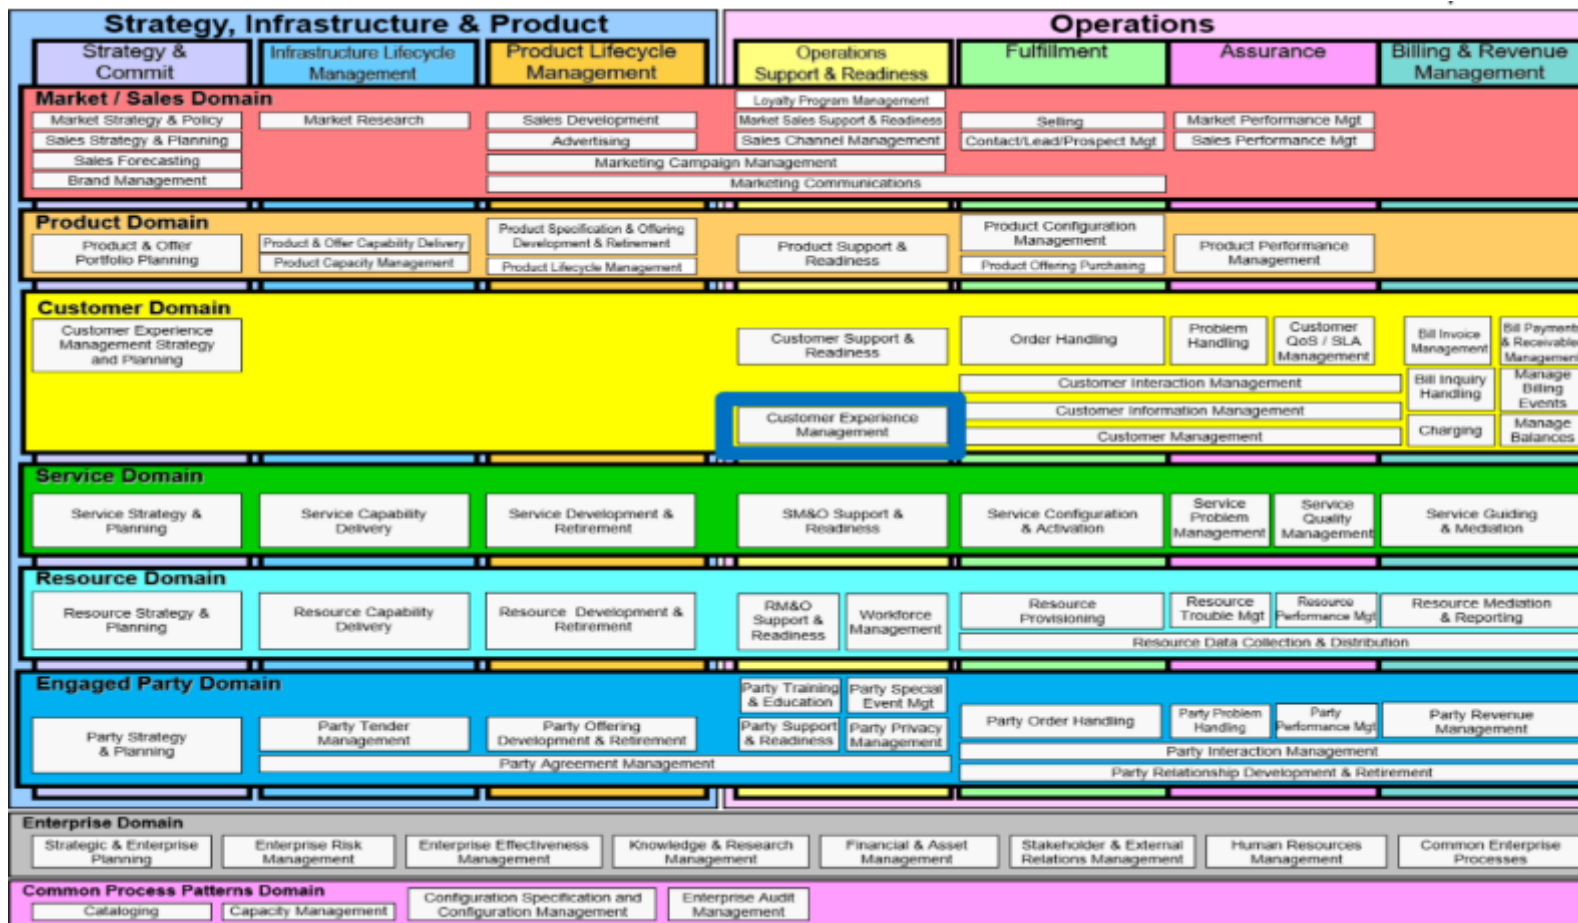 Strategy, Infrastructure & Product
Operations
Strategy &
Commit
Infrastructure Lifecycle
Management
Product Lifecycle
Management
Operations
Support & Readiness
Fulfillment
Assurance
Billing & Revenue
Management
Market / Sales Domain
Market Strategy & Policy
Sales Strategy & Planning
Sales Forecasting
Brand Management
Market Research
Sales Development
Advertising
Loyalty Program Management
Market Sales Support & Readiness
Sales Channel Management
Selling
Contact/Lead/Prospect Mgt
Market Performance Mgt
Sales Performance Mgt
Marketing Campaign Management
Marketing Communications
Product Domain
Product & Offer
Portfolio Planning
Product & Offer Capability Delivery
Product Capacity Management
Product Specification & Offering
Development & Retirement
Product Lifecycle Management
Product Support &
Readiness
Product Configuration
Management
Product Offering Purchasing
Product Performance
Management
Customer Domain
Customer Experience
Management Strategy
and Planning
Customer Support &
Readiness
Order Handling
Problem
Handling
Customer
QoS / SLA
Management
Bill Invoice
Management
Bill Payments
& Receivables
Management
Customer Interaction Management
Customer Information Management
Customer Management
Bill Inquiry
Handling
Manage
Billing
Events
Customer Experience
Management
Charging
Manage
Balances
Service Domain
Service Strategy &
Planning
Service Capability
Delivery
Service Development &
Retirement
SM&O Support &
Readiness
Service Configuration
& Activation
Service
Problem
Management
Service
Quality
Management
Service Guiding
& Mediation
Resource Domain
Resource Strategy &
Planning
Resource Capability
Delivery
Resource Development &
Retirement
RM&O
Support &
Readiness
Workforce
Management
Resource
Provisioning
Resource
Trouble Mgt
Resource
Performance Mgt
Resource Mediation
& Reporting
Resource Data Collection & Distribution
Engaged Party Domain
Party Strategy
& Planning
Party Tender
Management
Party Offering
Development & Retirement
Party Training
& Education
Party Special
Event Mgt
Party Support
& Readiness
Party Privacy
Management
Party Order Handling
Party Problem
Handling
Party
Performance Mgt
Party Revenue
Management
Party Agreement Management
Party Interaction Management
Party Relationship Development & Retirement
Enterprise Domain
Strategic & Enterprise
Planning
Enterprise Risk
Management
Enterprise Effectiveness
Management
Knowledge & Research
Management
Financial & Asset
Management
Stakeholder & External
Relations Management
Human Resources
Management
Common Enterprise
Processes
Common Process Patterns Domain
Cataloging
Capacity Management
Configuration Specification and
Configuration Management
Enterprise Audit
Management